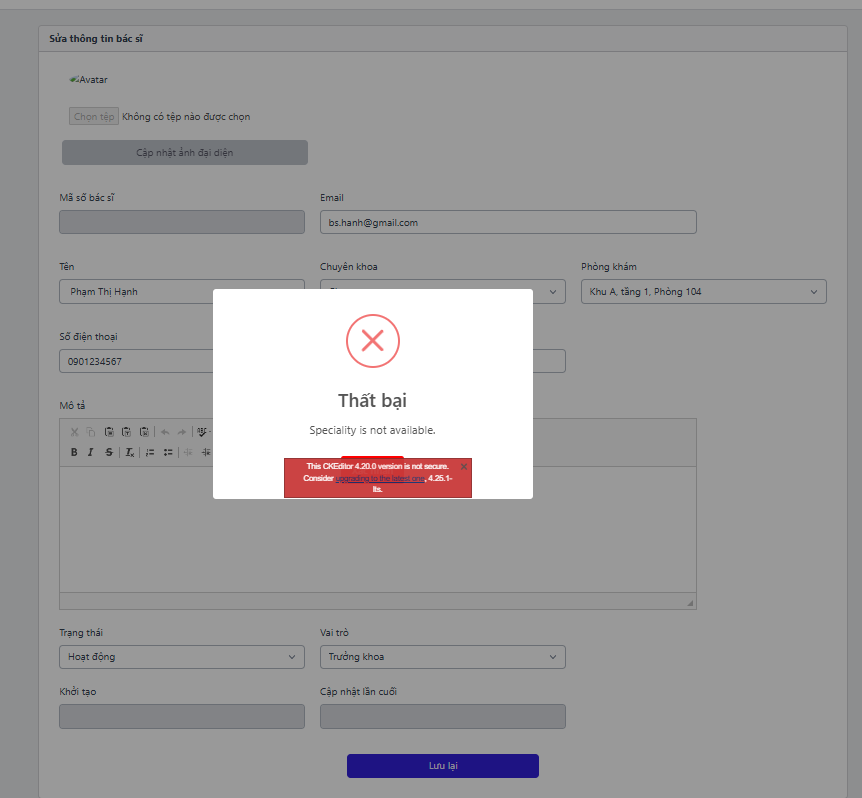 Sửa thông tin bác sĩ
Avatar
Chọn tệp Không có tệp nào được chọn
Cập nhật ảnh đại diện
Mã số bác sĩ
Email
bs.hanh@gmail.com
Tên
Chuyên khoa
Phòng khám
Phạm Thị Hạnh
Khu A, tầng 1, Phòng 104
Số điện thoại
0901234567
Thất bại
Speciality is not available.
Mô tả
This CKEditor 4.20.0 version is not secure.
Consider upgrading to the latest one, 4.25.1-
lts.
Trạng thái
Vai trò
Hoạt động
Trưởng khoa
Khởi tạo
Cập nhật lần cuối
Lưu lại